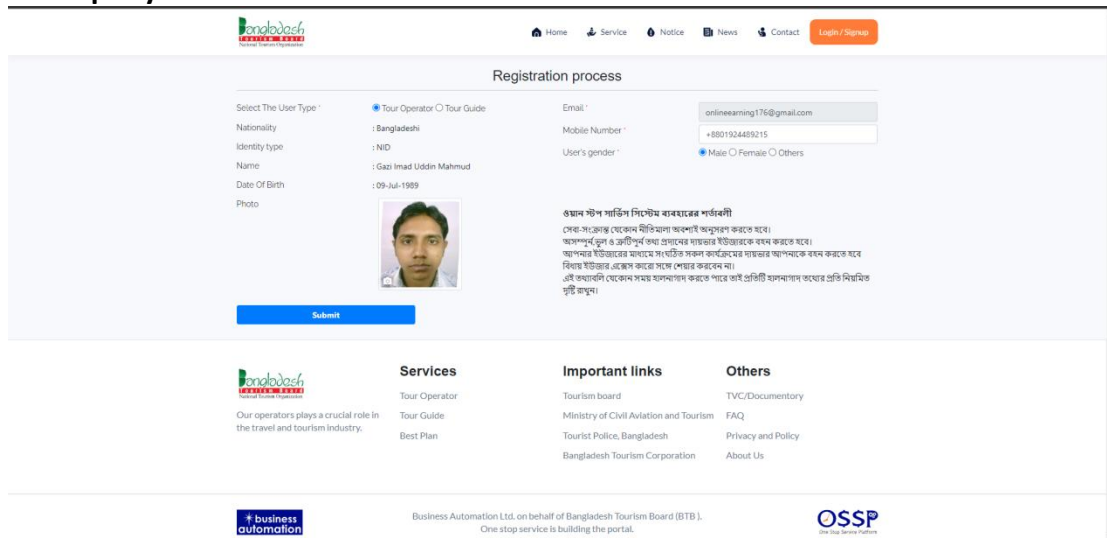 Bangladesh
Tourism Board
National Tourism Organization
Home Service Notice News Contact Login / Signup
Registration process
Select The User Type * Tour Operator Tour Guide
Nationality : Bangladeshi
Identity type : NID
Name : Gazi Imad Uddin Mahmud
Date Of Birth : 09-Jul-1989
Photo
Email * onlineearning176@gmail.com
Mobile Number * +8801924489215
User's gender * Male Female Others
ওয়ান স্টপ সার্ভিস সিস্টেম ব্যবহারের শর্তাবলী
সেবা-সংক্রান্ত যেকোন নীতিমালা অবশ্যই অনুসরণ করতে হবে।
অসম্পূর্ন,ভুল ও ত্রুটিপূর্ন তথ্য প্রদানের দায়ভার ইউজারকে বহন করতে হবে।
আপনার ইউজারের মাধ্যমে সংঘঠিত সকল কার্যক্রমের দায়ভার আপনাকে বহন করতে হবে
বিধায় ইউজার এক্সেস কারো সঙ্গে শেয়ার করবেন না।
এই তথ্যাবলি যেকোন সময় হালনাগাদ করতে পারে তাই প্রতিটি হালনাগাদ তথ্যের প্রতি নিয়মিত
দৃষ্টি রাখুন।
Submit
Bangladesh
Tourism Board
National Tourism Organization
Our operators plays a crucial role in
the travel and tourism industry.
Services
Tour Operator
Tour Guide
Best Plan
Important links
Tourism board
Ministry of Civil Aviation and Tourism
Tourist Police, Bangladesh
Bangladesh Tourism Corporation
Others
TVC/Documentory
FAQ
Privacy and Policy
About Us
business
automation
Business Automation Ltd. on behalf of Bangladesh Tourism Board (BTB ).
One stop service is building the portal.
OSSP
One Stop Service Platform